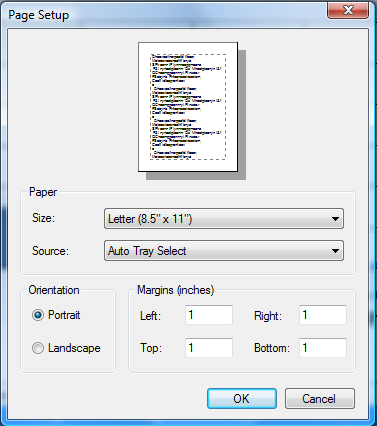 Page Setup
Paper
Size: Letter (8.5" x 11")
Source: Auto Tray Select
Orientation
Portrait
Landscape
Margins (inches)
Left: 1 Right: 1
Top: 1 Bottom: 1
OK Cancel